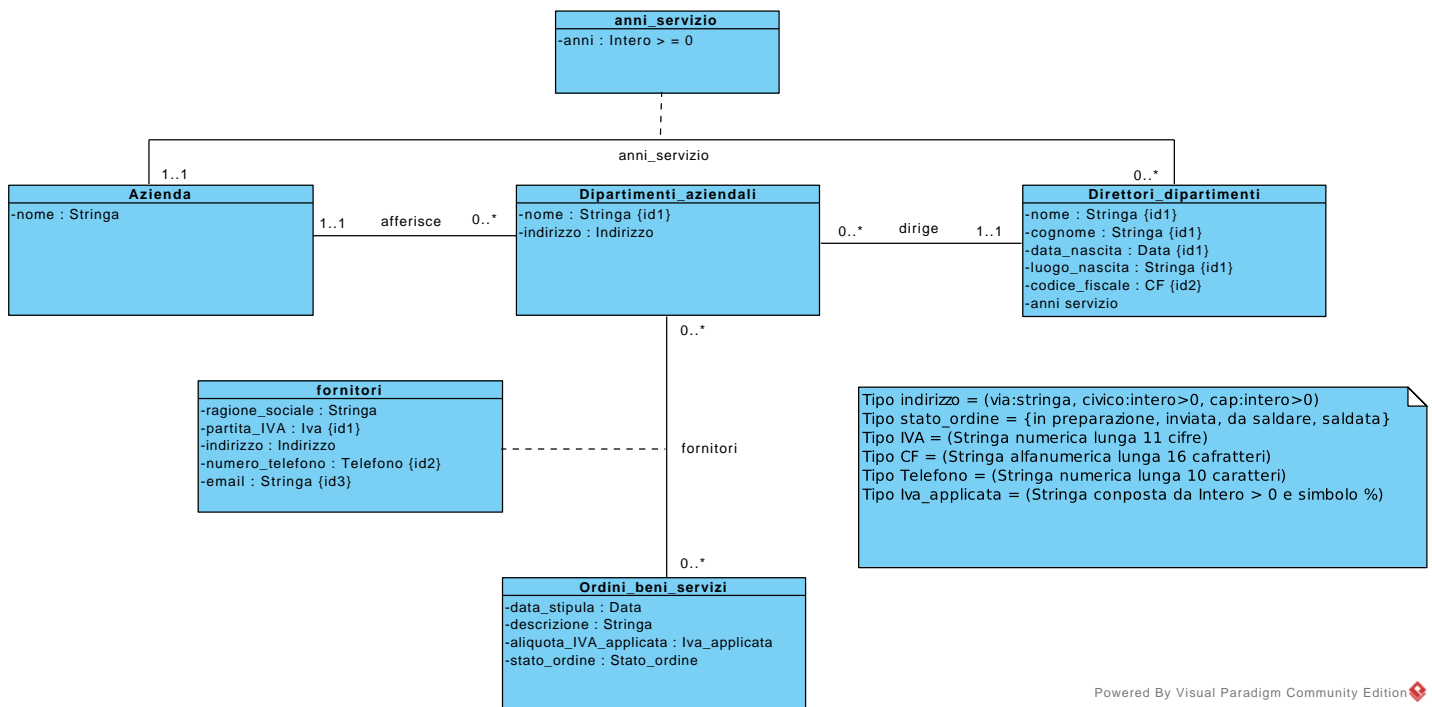 anni_servizio
-anni : Intero > = 0
anni_servizio
1..1
0..*
Azienda
-nome : Stringa
1..1
afferisce
0..*
Dipartimenti_aziendali
-nome : Stringa {id1}
-indirizzo : Indirizzo
0..*
dirige
1..1
Direttori_dipartimenti
-nome : Stringa {id1}
-cognome : Stringa {id1}
-data_nascita : Data {id1}
-luogo_nascita : Stringa {id1}
-codice_fiscale : CF {id2}
-anni servizio
0..*
fornitori
-ragione_sociale : Stringa
-partita_IVA : Iva {id1}
-indirizzo : Indirizzo
-numero_telefono : Telefono {id2}
-email : Stringa {id3}
fornitori
Tipo indirizzo = (via:stringa, civico:intero>0, cap:intero>0)
Tipo stato_ordine = {in preparazione, inviata, da saldare, saldata}
Tipo IVA = (Stringa numerica lunga 11 cifre)
Tipo CF = (Stringa alfanumerica lunga 16 cafratteri)
Tipo Telefono = (Stringa numerica lunga 10 caratteri)
Tipo Iva_applicata = (Stringa conposta da Intero > 0 e simbolo %)
0..*
Ordini_beni_servizi
-data_stipula : Data
-descrizione : Stringa
-aliquota_IVA_applicata : Iva_applicata
-stato_ordine : Stato_ordine
Powered By Visual Paradigm Community Edition